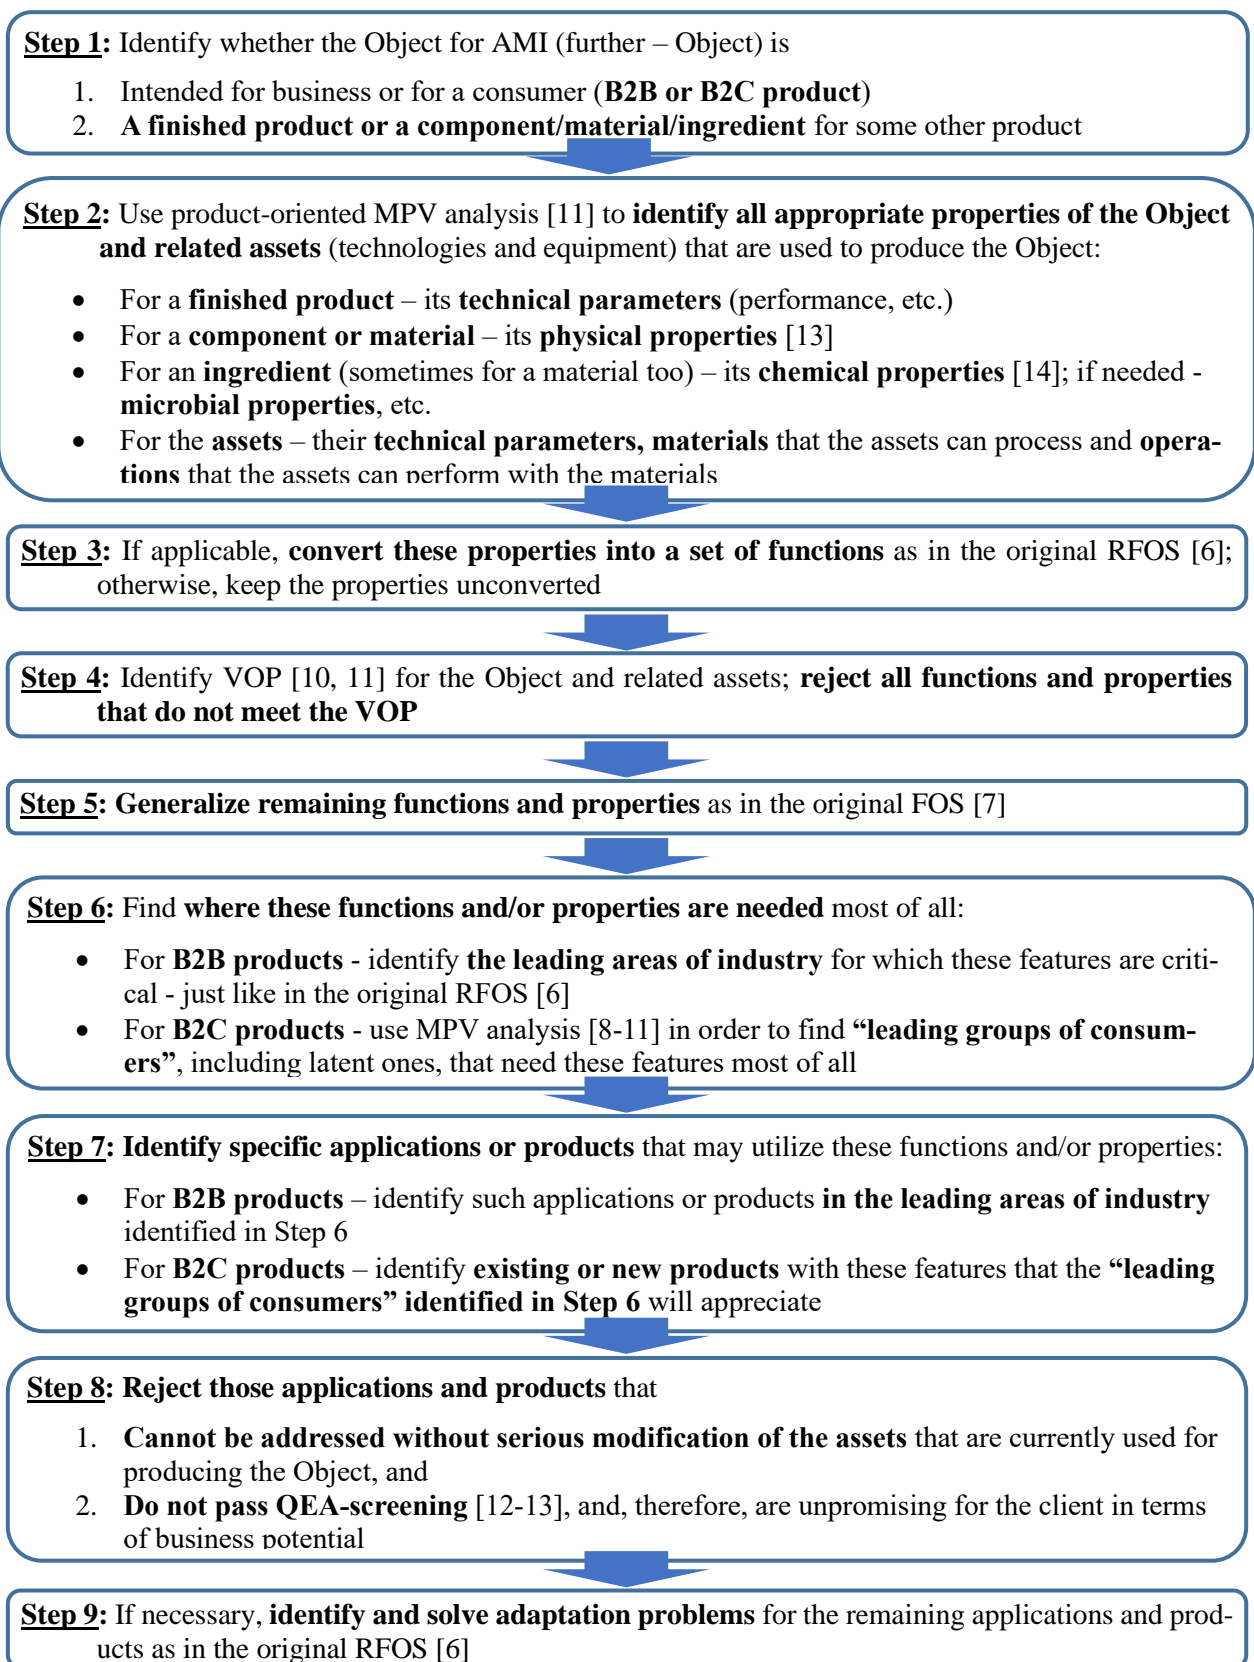 Step 1: Identify whether the Object for AMI (further – Object) is
1. Intended for business or for a consumer (B2B or B2C product)
2. A finished product or a component/material/ingredient for some other product
Step 2: Use product-oriented MPV analysis [11] to identify all appropriate properties of the Object
and related assets (technologies and equipment) that are used to produce the Object:
• For a finished product – its technical parameters (performance, etc.)
• For a component or material – its physical properties [13]
• For an ingredient (sometimes for a material too) – its chemical properties [14]; if needed -
microbial properties, etc.
• For the assets – their technical parameters, materials that the assets can process and opera-
tions that the assets can perform with the materials
Step 3: If applicable, convert these properties into a set of functions as in the original RFOS [6];
otherwise, keep the properties unconverted
Step 4: Identify VOP [10, 11] for the Object and related assets; reject all functions and properties
that do not meet the VOP
Step 5: Generalize remaining functions and properties as in the original FOS [7]
Step 6: Find where these functions and/or properties are needed most of all:
• For B2B products - identify the leading areas of industry for which these features are criti-
cal - just like in the original RFOS [6]
• For B2C products - use MPV analysis [8-11] in order to find “leading groups of consum-
ers”, including latent ones, that need these features most of all
Step 7: Identify specific applications or products that may utilize these functions and/or properties:
• For B2B products – identify such applications or products in the leading areas of industry
identified in Step 6
• For B2C products – identify existing or new products with these features that the “leading
groups of consumers” identified in Step 6 will appreciate
Step 8: Reject those applications and products that
1. Cannot be addressed without serious modification of the assets that are currently used for
producing the Object, and
2. Do not pass QEA-screening [12-13], and, therefore, are unpromising for the client in terms
of business potential
Step 9: If necessary, identify and solve adaptation problems for the remaining applications and prod-
ucts as in the original RFOS [6]